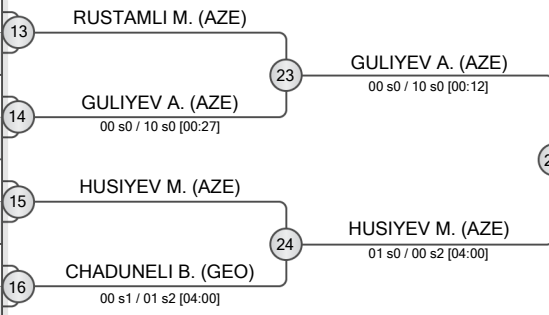 13
RUSTAMLI M. (AZE)
23
GULIYEV A. (AZE)
00 s0 / 10 s0 [00:12]
14
GULIYEV A. (AZE)
00 s0 / 10 s0 [00:27]
15
HUSIYEV M. (AZE)
24
HUSIYEV M. (AZE)
01 s0 / 00 s2 [04:00]
16
CHADUNELI B. (GEO)
00 s1 / 01 s2 [04:00]